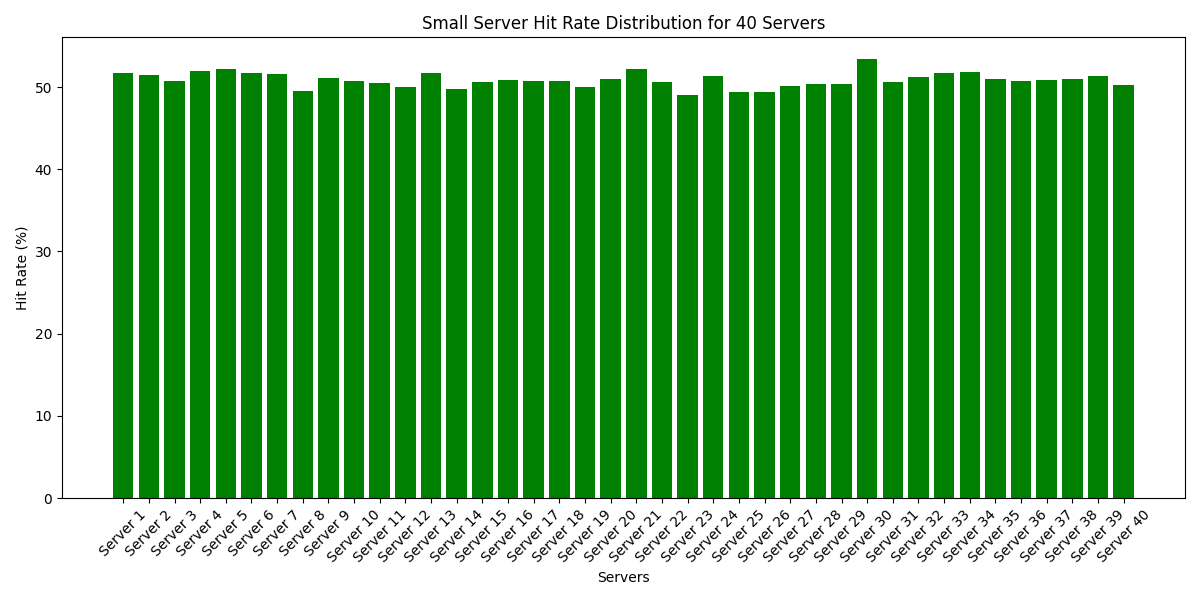 Small Server Hit Rate Distribution for 40 Servers
Hit Rate (%)
50
40
30
20
10
0
Server 1
Server 2
Server 3
Server 4
Server 5
Server 6
Server 7
Server 8
Server 9
Server 10
Server 11
Server 12
Server 13
Server 14
Server 15
Server 16
Server 17
Server 18
Server 19
Server 20
Server 21
Server 22
Server 23
Server 24
Server 25
Server 26
Server 27
Server 28
Server 29
Server 30
Server 31
Server 32
Server 33
Server 34
Server 35
Server 36
Server 37
Server 38
Server 39
Server 40
Servers